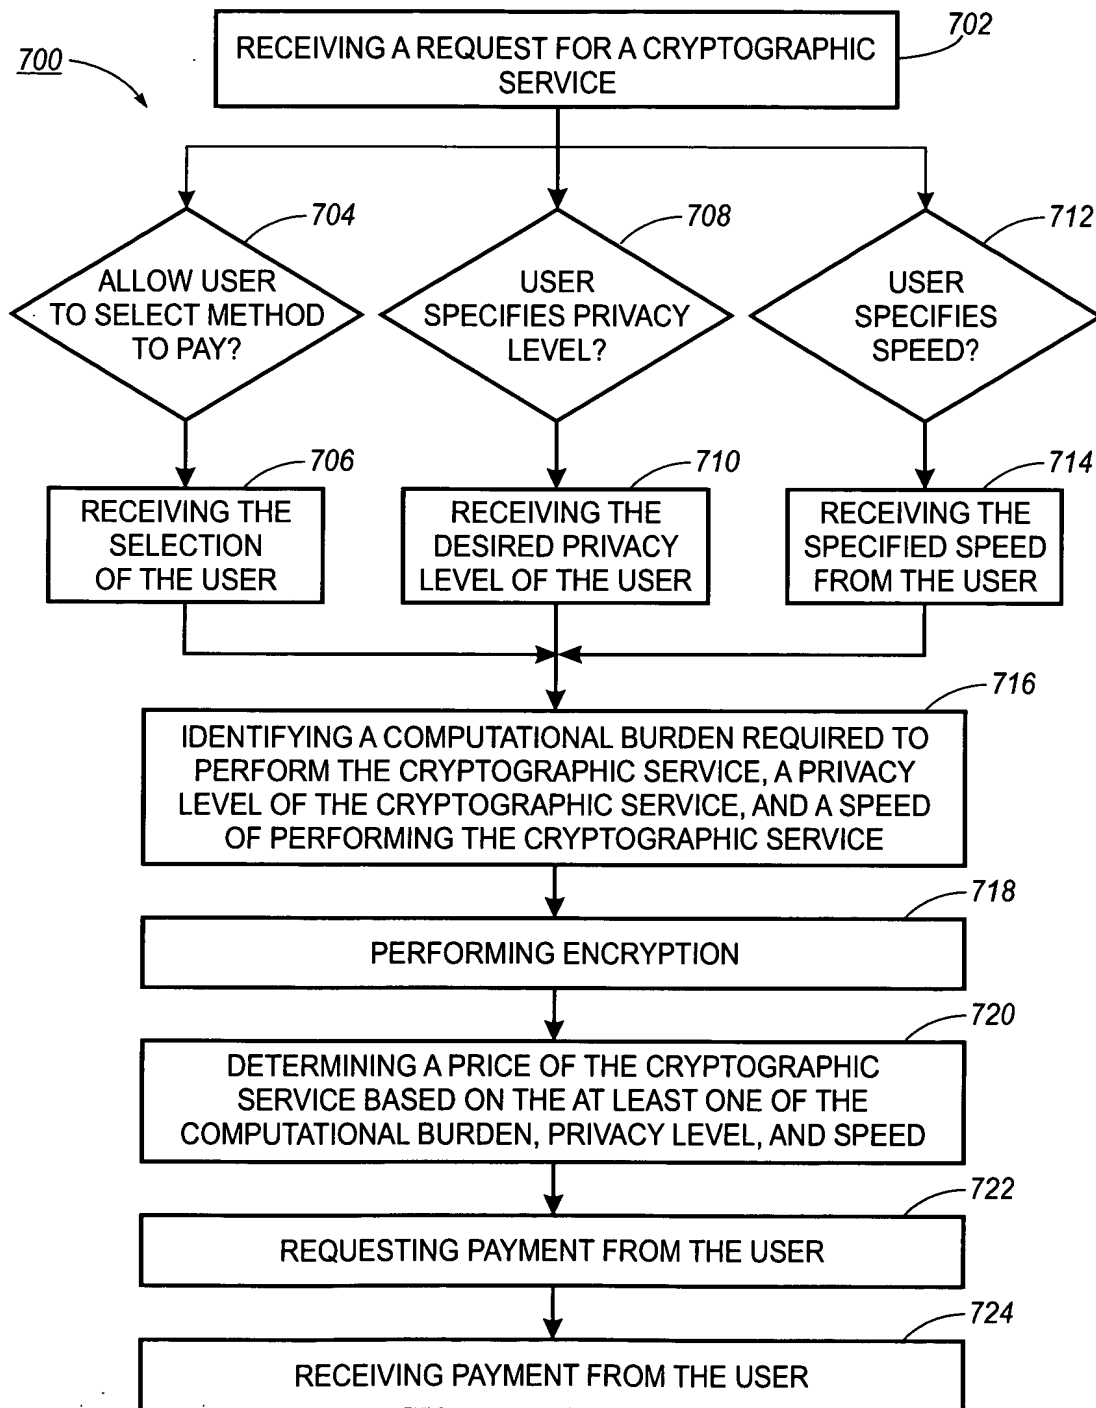 700
RECEIVING A REQUEST FOR A CRYPTOGRAPHIC
SERVICE
702
704
ALLOW USER
TO SELECT METHOD
TO PAY?
708
USER
SPECIFIES PRIVACY
LEVEL?
712
USER
SPECIFIES
SPEED?
706
RECEIVING THE
SELECTION
OF THE USER
710
RECEIVING THE
DESIRED PRIVACY
LEVEL OF THE USER
714
RECEIVING THE
SPECIFIED SPEED
FROM THE USER
716
IDENTIFYING A COMPUTATIONAL BURDEN REQUIRED TO
PERFORM THE CRYPTOGRAPHIC SERVICE, A PRIVACY
LEVEL OF THE CRYPTOGRAPHIC SERVICE, AND A SPEED
OF PERFORMING THE CRYPTOGRAPHIC SERVICE
718
PERFORMING ENCRYPTION
720
DETERMINING A PRICE OF THE CRYPTOGRAPHIC
SERVICE BASED ON THE AT LEAST ONE OF THE
COMPUTATIONAL BURDEN, PRIVACY LEVEL, AND SPEED
722
REQUESTING PAYMENT FROM THE USER
724
RECEIVING PAYMENT FROM THE USER